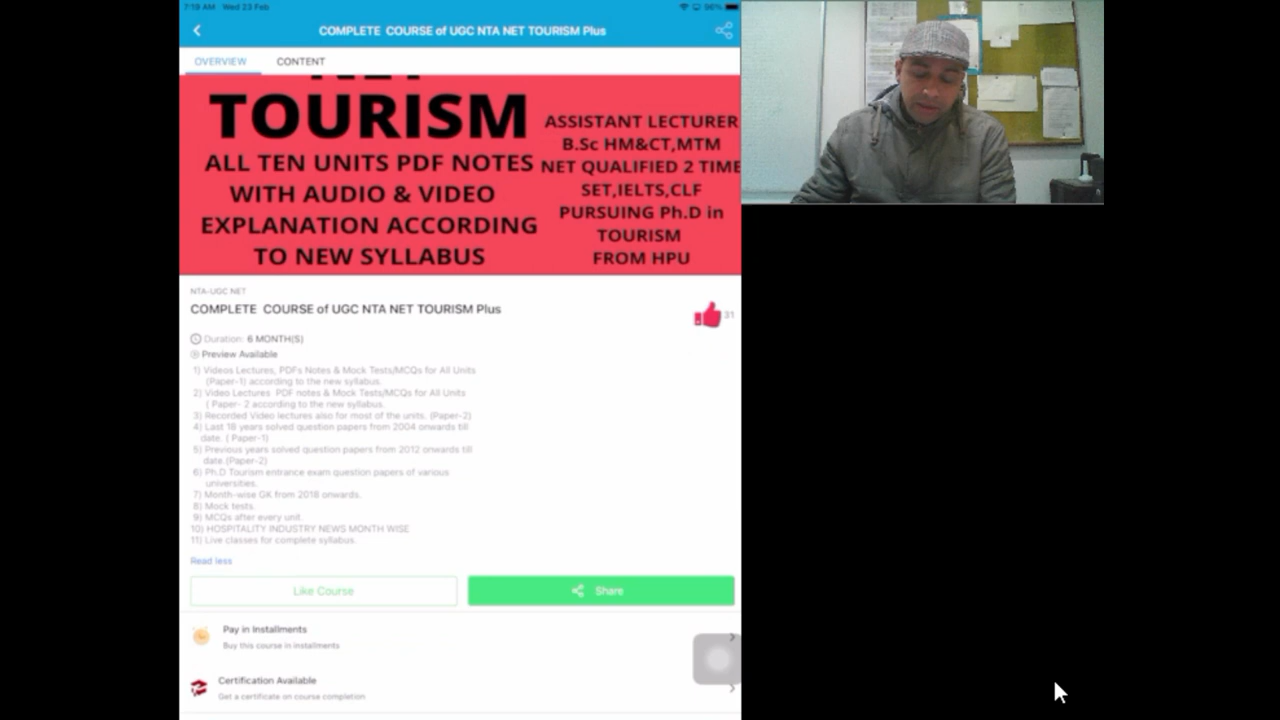 7:19 AM Wed 23 Feb
96%
COMPLETE COURSE of UGC NTA NET TOURISM Plus
OVERVIEW CONTENT
NET
TOURISM
ALL TEN UNITS PDF NOTES
WITH AUDIO & VIDEO
EXPLANATION ACCORDING
TO NEW SYLLABUS
ASSISTANT LECTURER
B.Sc HM&CT,MTM
NET QUALIFIED 2 TIME
SET,IELTS,CLF
PURSUING Ph.D in
TOURISM
FROM HPU
NTA-UGC NET
COMPLETE COURSE of UGC NTA NET TOURISM Plus
31
Duration: 6 MONTH(S)
Preview Available
1) Videos Lectures, PDFs Notes & Mock Tests/MCQs for All Units
(Paper-1) according to the new syllabus.
2) Video Lectures PDF notes & Mock Tests/MCQs for All Units
( Paper- 2 according to the new syllabus.
3) Recorded Video lectures also for most of the units. (Paper-2)
4) Last 18 years solved question papers from 2004 onwards till
date. ( Paper-1)
5) Previous years solved question papers from 2012 onwards till
date.(Paper-2)
6) Ph.D Tourism entrance exam question papers of various
universities.
7) Month-wise GK from 2018 onwards.
8) Mock tests.
9) MCQs after every unit.
10) HOSPITALITY INDUSTRY NEWS MONTH WISE
11) Live classes for complete syllabus.
Read less
Like Course
Share
Pay in Installments
Buy this course in installments
Certification Available
Get a certificate on course completion